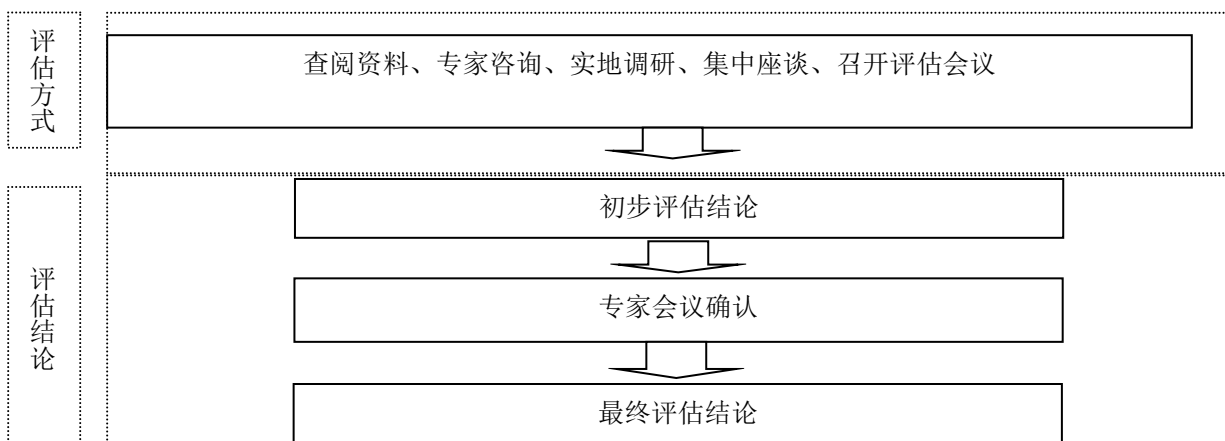 评估方式
查阅资料、专家咨询、实地调研、集中座谈、召开评估会议
评估结论
初步评估结论
专家会议确认
最终评估结论